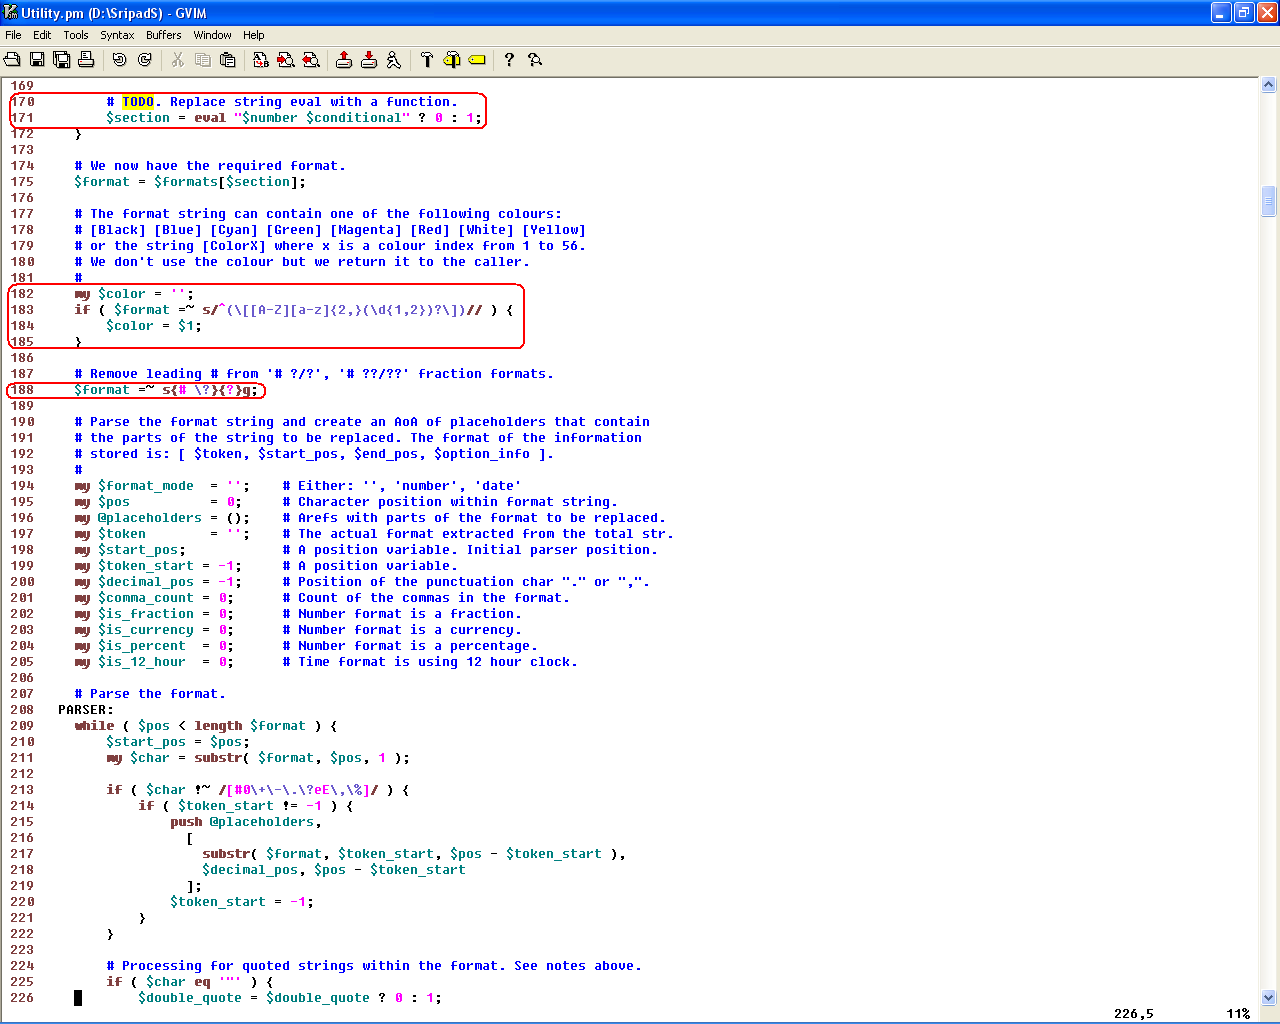 Utility.pm (D:\SripadS) - GVIM
File Edit Tools Syntax Buffers Window Help
169
170         # TODO. Replace string eval with a function.
171         $section = eval "$number $conditional" ? 0 : 1;
172     }
173
174     # We now have the required format.
175     $format = $formats[$section];
176
177     # The format string can contain one of the following colours:
178     # [Black] [Blue] [Cyan] [Green] [Magenta] [Red] [White] [Yellow]
179     # or the string [ColorX] where x is a colour index from 1 to 56.
180     # We don't use the colour but we return it to the caller.
181     #
182     my $color = '';
183     if ( $format =~ s/^(\[[A-Z][a-z]{2,}(\d{1,2})?\])// ) {
184         $color = $1;
185     }
186
187     # Remove leading # from '# ?/?', '# ??/??' fraction formats.
188     $format =~ s{# \?}{?}g;
189
190     # Parse the format string and create an AoA of placeholders that contain
191     # the parts of the string to be replaced. The format of the information
192     # stored is: [ $token, $start_pos, $end_pos, $option_info ].
193     #
194     my $format_mode  = '';    # Either: '', 'number', 'date'
195     my $pos          = 0;     # Character position within format string.
196     my @placeholders = ();    # Arefs with parts of the format to be replaced.
197     my $token        = '';    # The actual format extracted from the total str.
198     my $start_pos;            # A position variable. Initial parser position.
199     my $token_start = -1;     # A position variable.
200     my $decimal_pos = -1;     # Position of the punctuation char "." or ",".
201     my $comma_count = 0;      # Count of the commas in the format.
202     my $is_fraction = 0;      # Number format is a fraction.
203     my $is_currency = 0;      # Number format is a currency.
204     my $is_percent  = 0;      # Number format is a percentage.
205     my $is_12_hour  = 0;      # Time format is using 12 hour clock.
206
207     # Parse the format.
208   PARSER:
209     while ( $pos < length $format ) {
210         $start_pos = $pos;
211         my $char = substr( $format, $pos, 1 );
212
213         if ( $char !~ /[#0\+\-\.\?eE\,\%]/ ) {
214             if ( $token_start != -1 ) {
215                 push @placeholders,
216                   [
217                     substr( $format, $token_start, $pos - $token_start ),
218                     $decimal_pos, $pos - $token_start
219                   ];
220                 $token_start = -1;
221             }
222         }
223
224         # Processing for quoted strings within the format. See notes above.
225         if ( $char eq '"' ) {
226             $double_quote = $double_quote ? 0 : 1;
226,5 11%